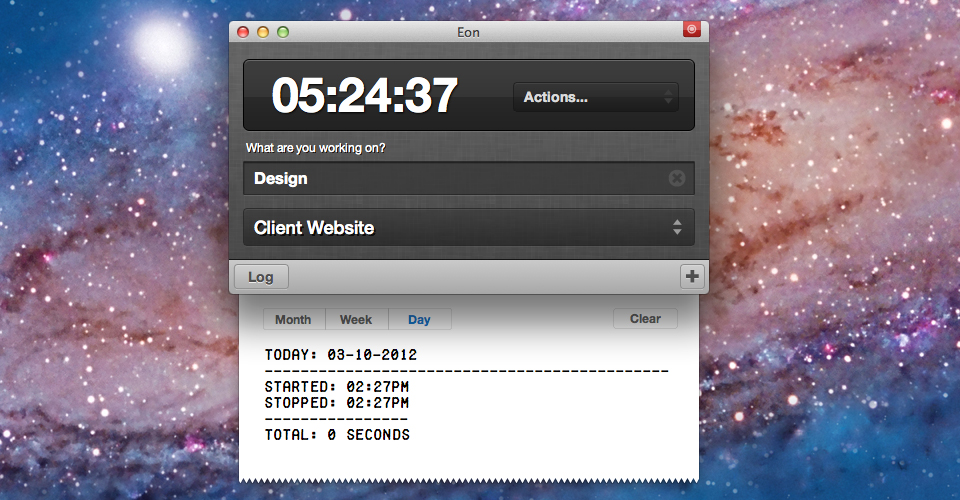 Eon
05:24:37 Actions...
What are you working on?
Design
Client Website
Log
Month Week Day Clear
TODAY: 03-10-2012
---------------------------------------------
STARTED: 02:27PM
STOPPED: 02:27PM
----------------
TOTAL: 0 SECONDS